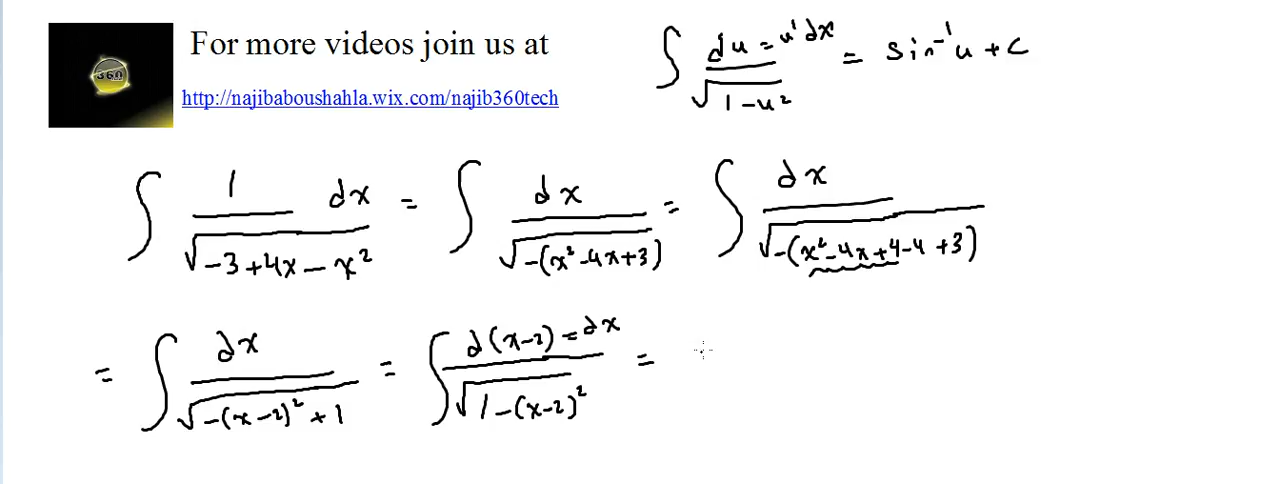 For more videos join us at
http://najibaboushahla.wix.com/najib360tech
360
∫ du = u' dx / √(1 - u²) = sin⁻¹ u + c
∫ 1 / √(-3 + 4x - x²) dx = ∫ dx / √(-(x² - 4x + 3)) = ∫ dx / √(-(x² - 4x + 4 - 4 + 3))
= ∫ dx / √(-(x - 2)² + 1) = ∫ d(x - 2) = dx / √(1 - (x - 2)²) =